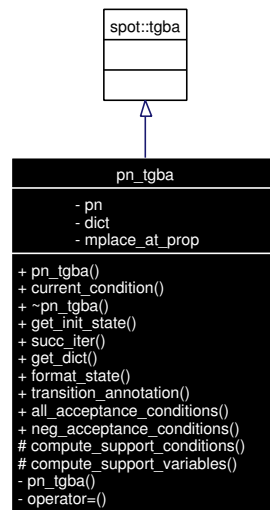 spot::tgba
pn_tgba
- pn
- dict
- mplace_at_prop
+ pn_tgba()
+ current_condition()
+ ~pn_tgba()
+ get_init_state()
+ succ_iter()
+ get_dict()
+ format_state()
+ transition_annotation()
+ all_acceptance_conditions()
+ neg_acceptance_conditions()
# compute_support_conditions()
# compute_support_variables()
- pn_tgba()
- operator=()